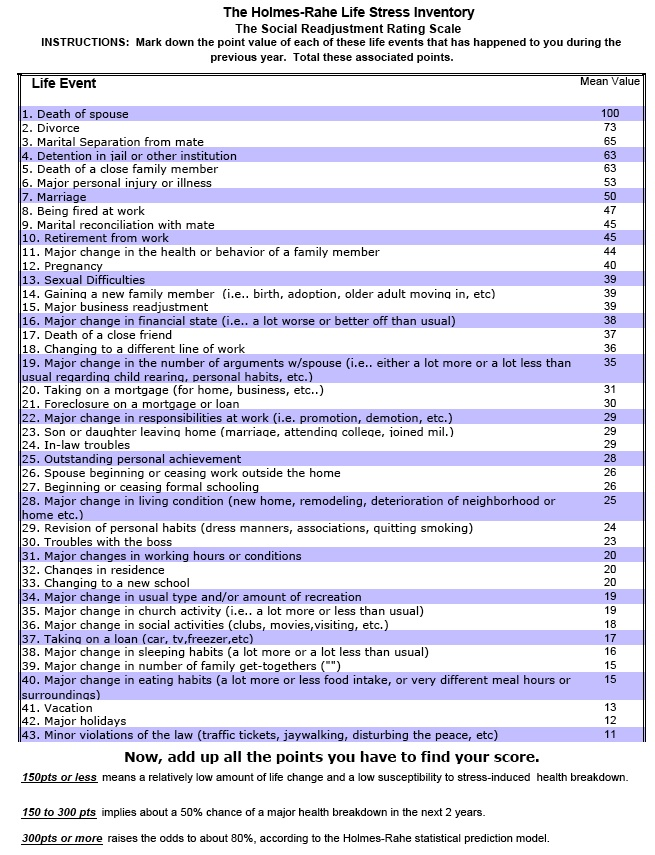 The Holmes-Rahe Life Stress Inventory
The Social Readjustment Rating Scale
INSTRUCTIONS: Mark down the point value of each of these life events that has happened to you during the
previous year. Total these associated points.
Life Event Mean Value
1. Death of spouse 100
2. Divorce 73
3. Marital Separation from mate 65
4. Detention in jail or other institution 63
5. Death of a close family member 63
6. Major personal injury or illness 53
7. Marriage 50
8. Being fired at work 47
9. Marital reconciliation with mate 45
10. Retirement from work 45
11. Major change in the health or behavior of a family member 44
12. Pregnancy 40
13. Sexual Difficulties 39
14. Gaining a new family member (i.e.. birth, adoption, older adult moving in, etc) 39
15. Major business readjustment 39
16. Major change in financial state (i.e.. a lot worse or better off than usual) 38
17. Death of a close friend 37
18. Changing to a different line of work 36
19. Major change in the number of arguments w/spouse (i.e.. either a lot more or a lot less than 35
usual regarding child rearing, personal habits, etc.)
20. Taking on a mortgage (for home, business, etc..) 31
21. Foreclosure on a mortgage or loan 30
22. Major change in responsibilities at work (i.e. promotion, demotion, etc.) 29
23. Son or daughter leaving home (marriage, attending college, joined mil.) 29
24. In-law troubles 29
25. Outstanding personal achievement 28
26. Spouse beginning or ceasing work outside the home 26
27. Beginning or ceasing formal schooling 26
28. Major change in living condition (new home, remodeling, deterioration of neighborhood or 25
home etc.)
29. Revision of personal habits (dress manners, associations, quitting smoking) 24
30. Troubles with the boss 23
31. Major changes in working hours or conditions 20
32. Changes in residence 20
33. Changing to a new school 20
34. Major change in usual type and/or amount of recreation 19
35. Major change in church activity (i.e.. a lot more or less than usual) 19
36. Major change in social activities (clubs, movies,visiting, etc.) 18
37. Taking on a loan (car, tv,freezer,etc) 17
38. Major change in sleeping habits (a lot more or a lot less than usual) 16
39. Major change in number of family get-togethers ("") 15
40. Major change in eating habits (a lot more or less food intake, or very different meal hours or 15
surroundings)
41. Vacation 13
42. Major holidays 12
43. Minor violations of the law (traffic tickets, jaywalking, disturbing the peace, etc) 11
Now, add up all the points you have to find your score.
150pts or less means a relatively low amount of life change and a low susceptibility to stress-induced health breakdown.
150 to 300 pts implies about a 50% chance of a major health breakdown in the next 2 years.
300pts or more raises the odds to about 80%, according to the Holmes-Rahe statistical prediction model.